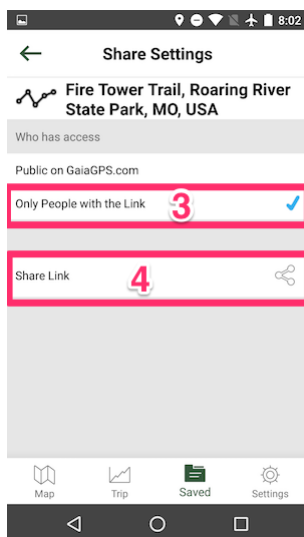 8:02
Share Settings
Fire Tower Trail, Roaring River
State Park, MO, USA
Who has access
Public on GaiaGPS.com
Only People with the Link 3
Share Link 4
Map Trip Saved Settings